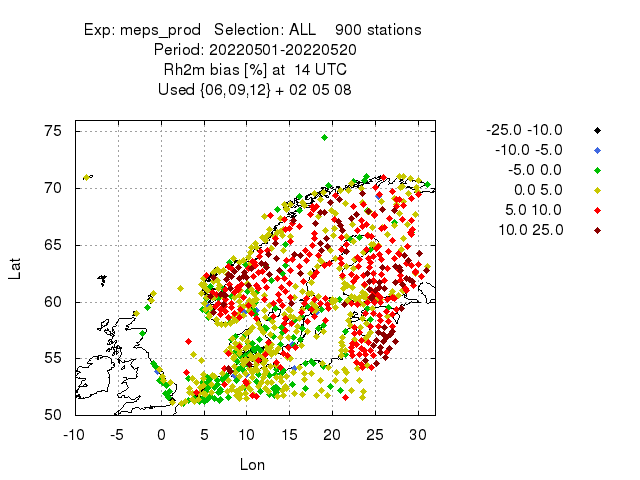 Exp: meps_prod   Selection: ALL    900 stations
Period: 20220501-20220520
Rh2m bias [%] at  14 UTC
Used {06,09,12} + 02 05 08
-25.0 -10.0
-10.0 -5.0
-5.0 0.0
0.0 5.0
5.0 10.0
10.0 25.0
75
70
65
60
55
50
Lat
-10 -5 0 5 10 15 20 25 30
Lon